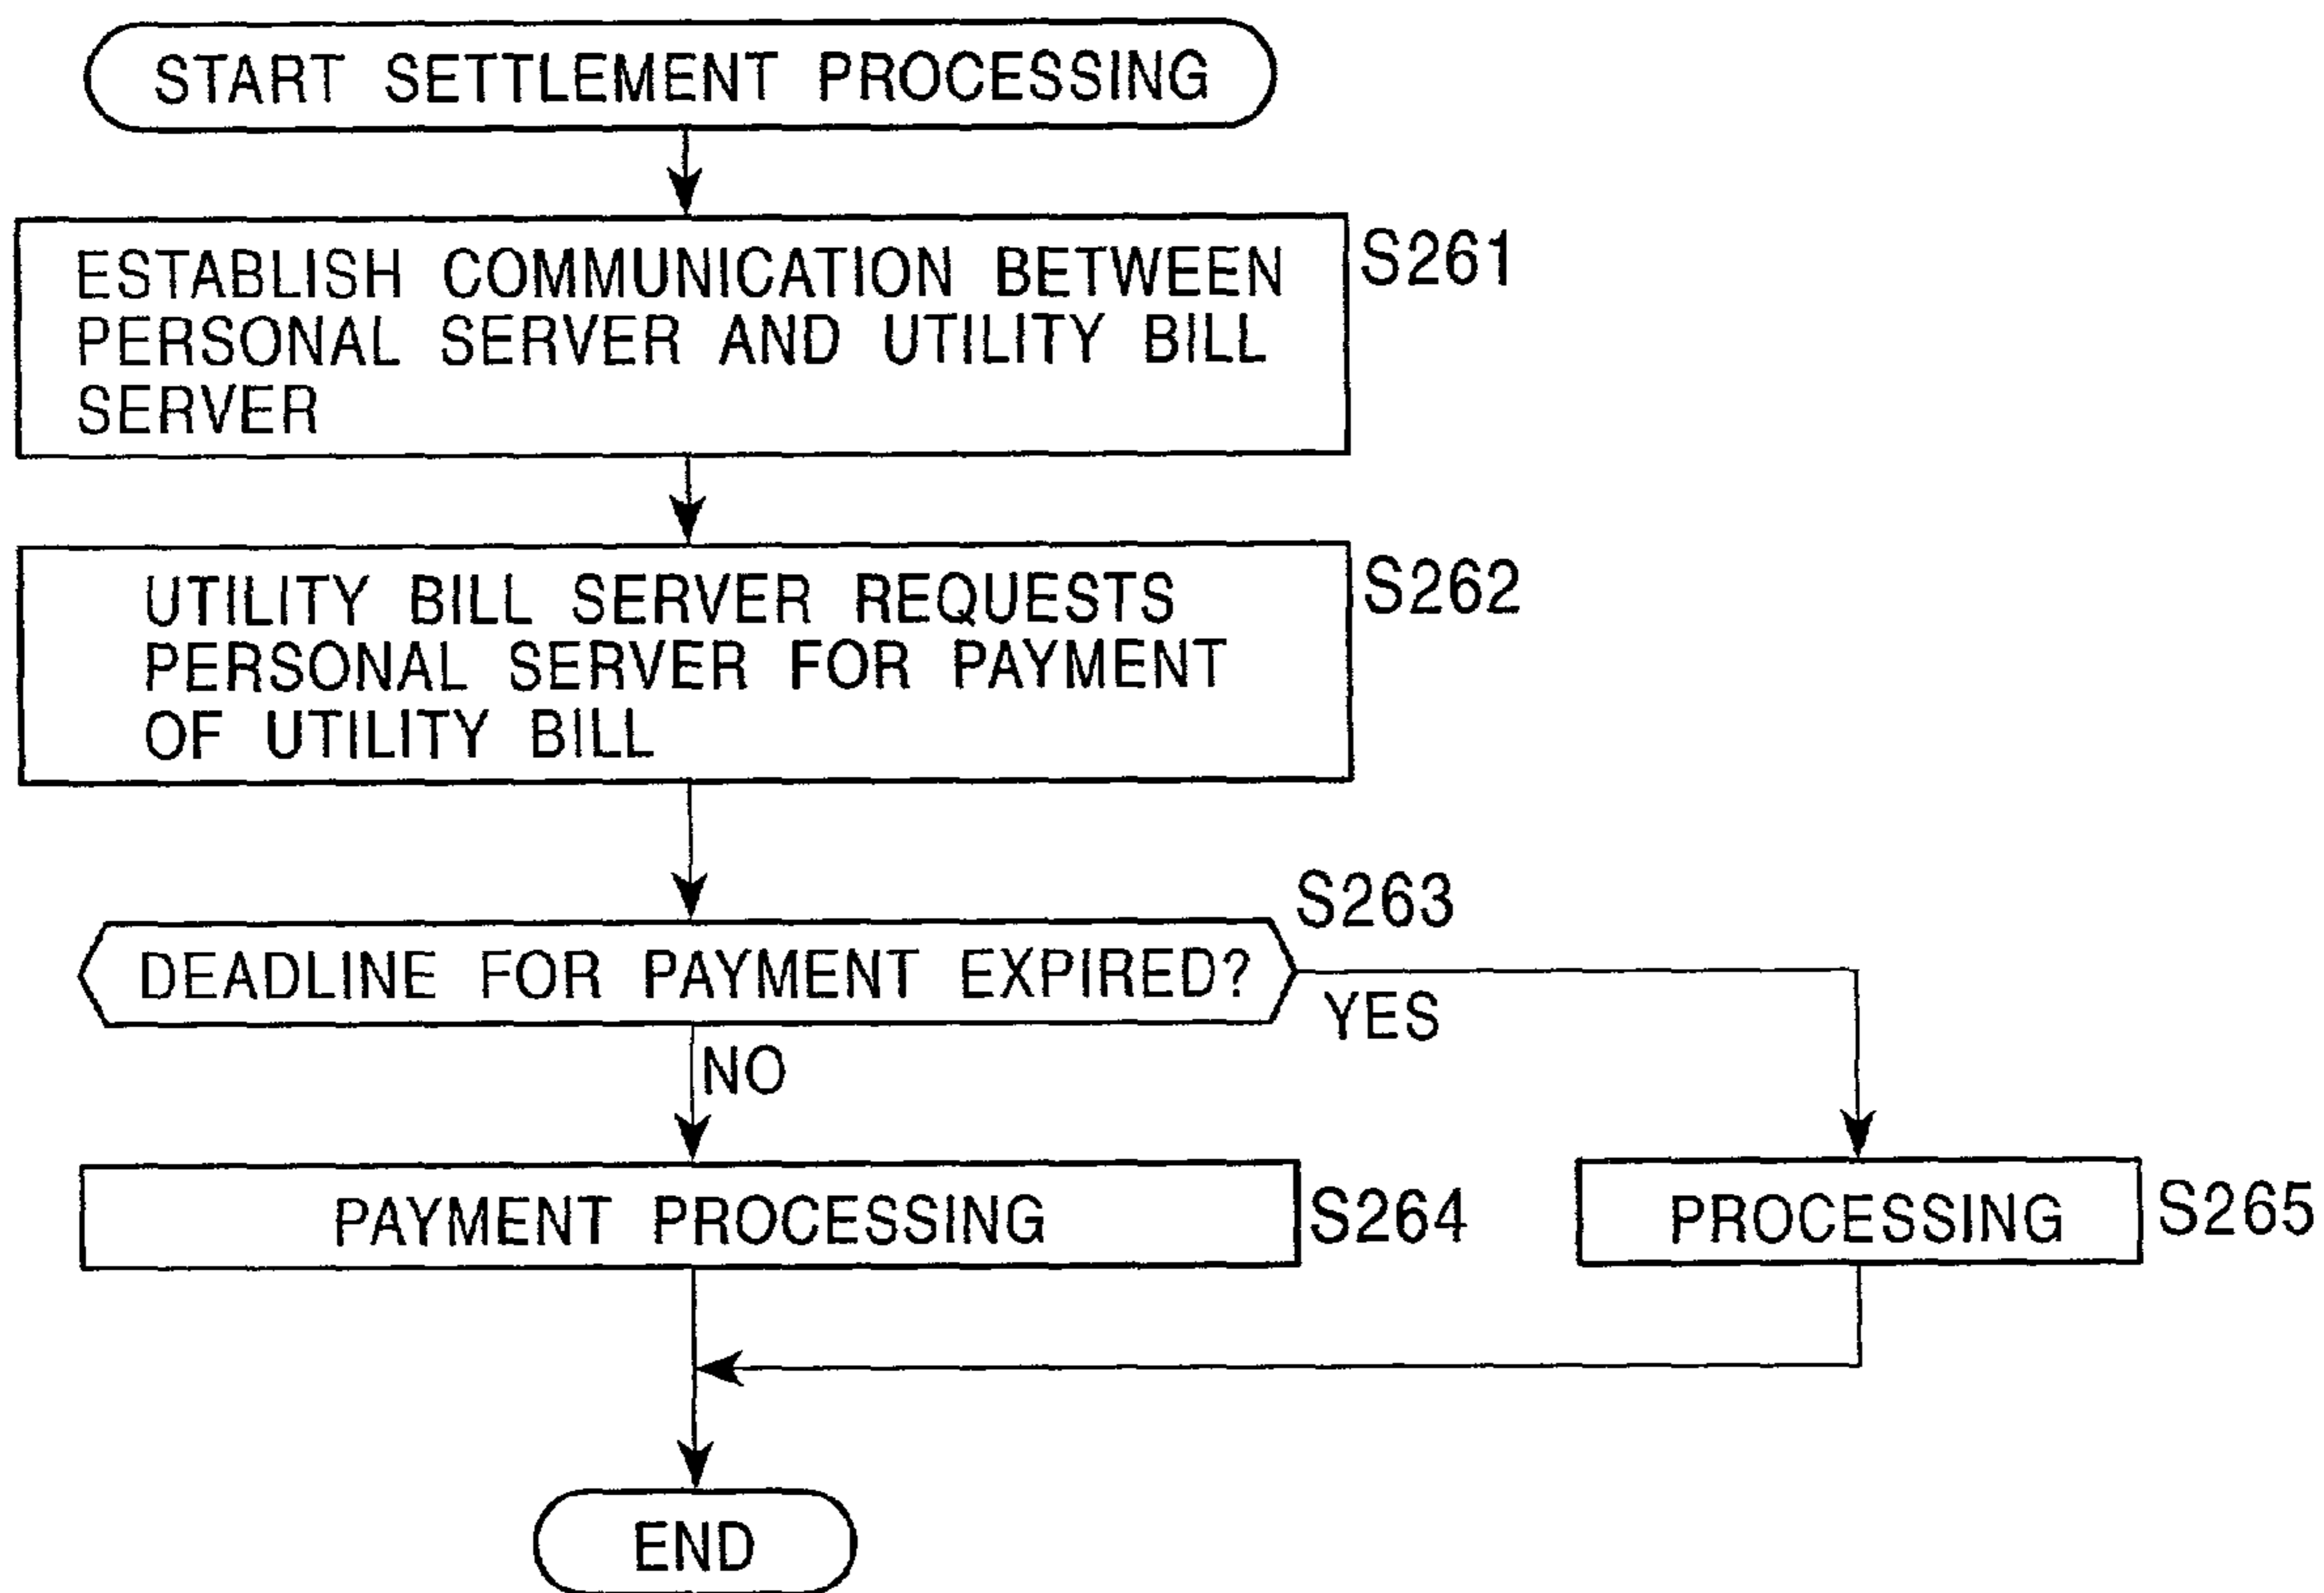 START SETTLEMENT PROCESSING
ESTABLISH COMMUNICATION BETWEEN
PERSONAL SERVER AND UTILITY BILL
SERVER
S261
UTILITY BILL SERVER REQUESTS
PERSONAL SERVER FOR PAYMENT
OF UTILITY BILL
S262
S263
DEADLINE FOR PAYMENT EXPIRED?
YES
NO
PAYMENT PROCESSING
S264
PROCESSING
S265
END